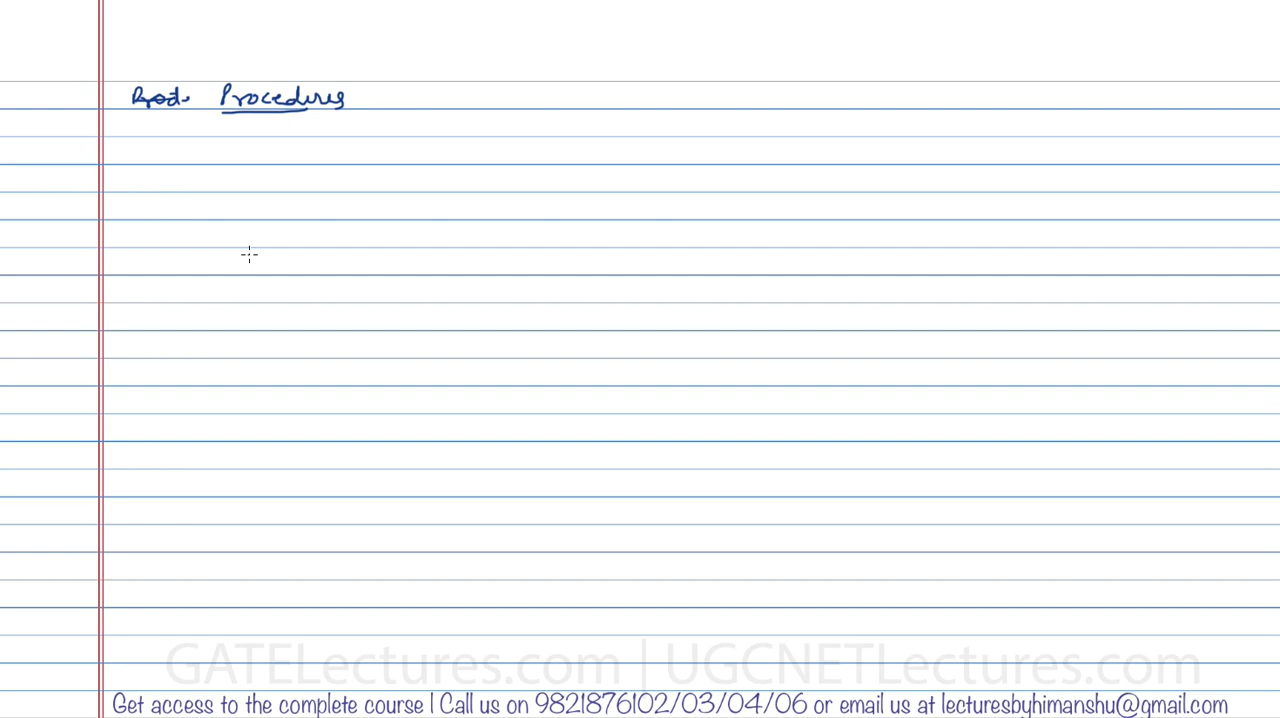 Procedures
GATELectures.com | UGCNETLectures.com
Get access to the complete course | Call us on 9821876102/03/04/06 or email us at lecturesbyhimanshu@gmail.com